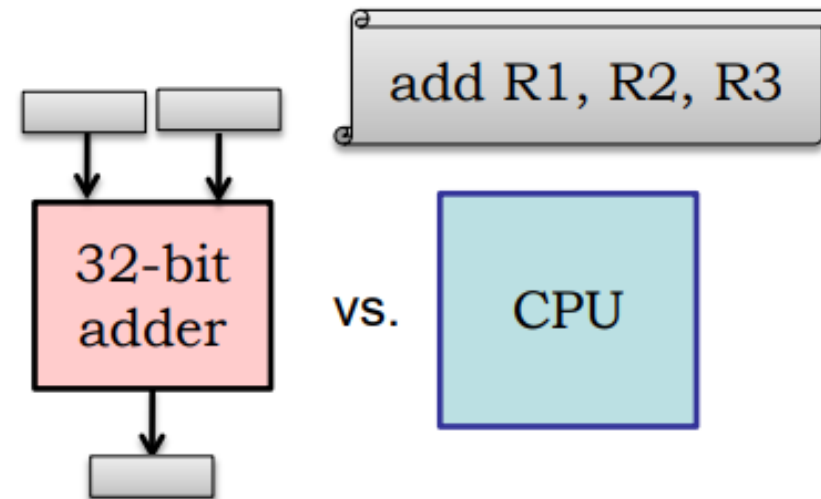 add R1, R2, R3
32-bit
adder
vs.
CPU